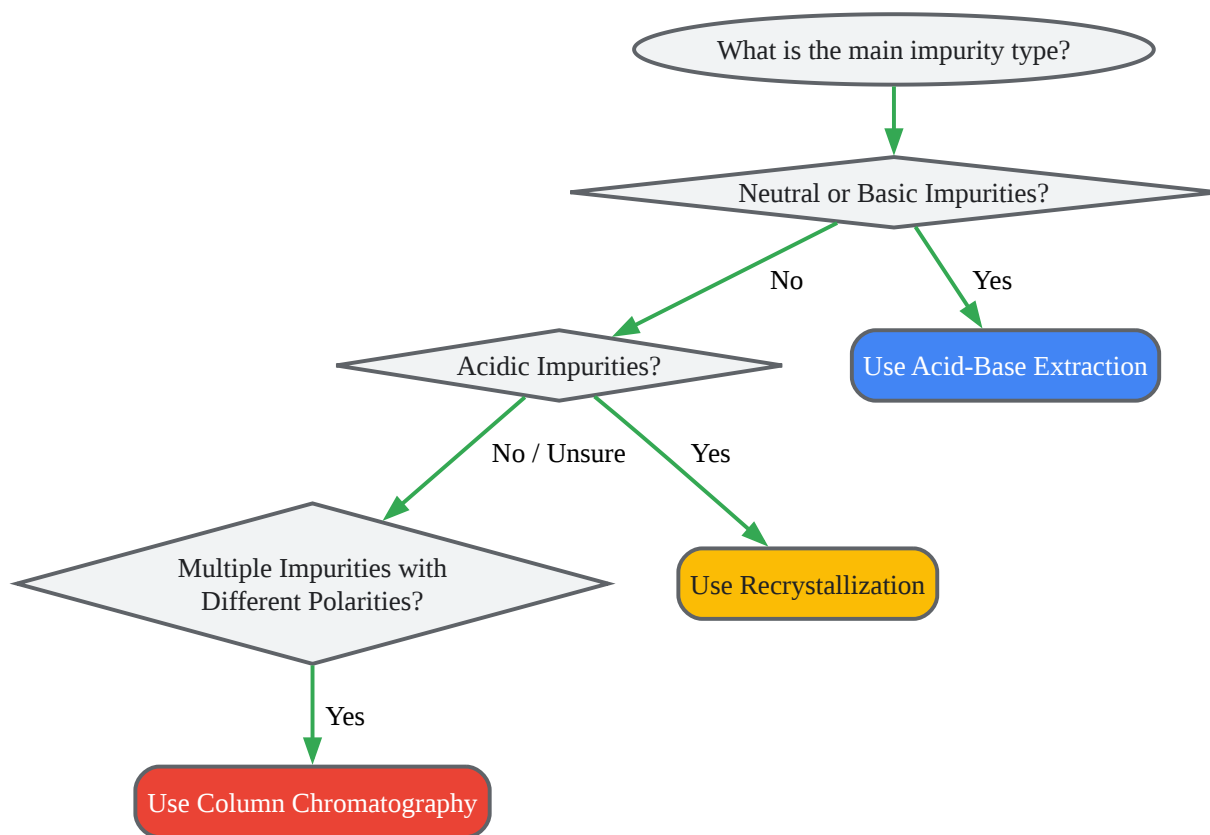 What is the main impurity type?
Neutral or Basic Impurities?
No
Yes
Acidic Impurities?
Use Acid-Base Extraction
No / Unsure
Yes
Multiple Impurities with
Different Polarities?
Use Recrystallization
Yes
Use Column Chromatography